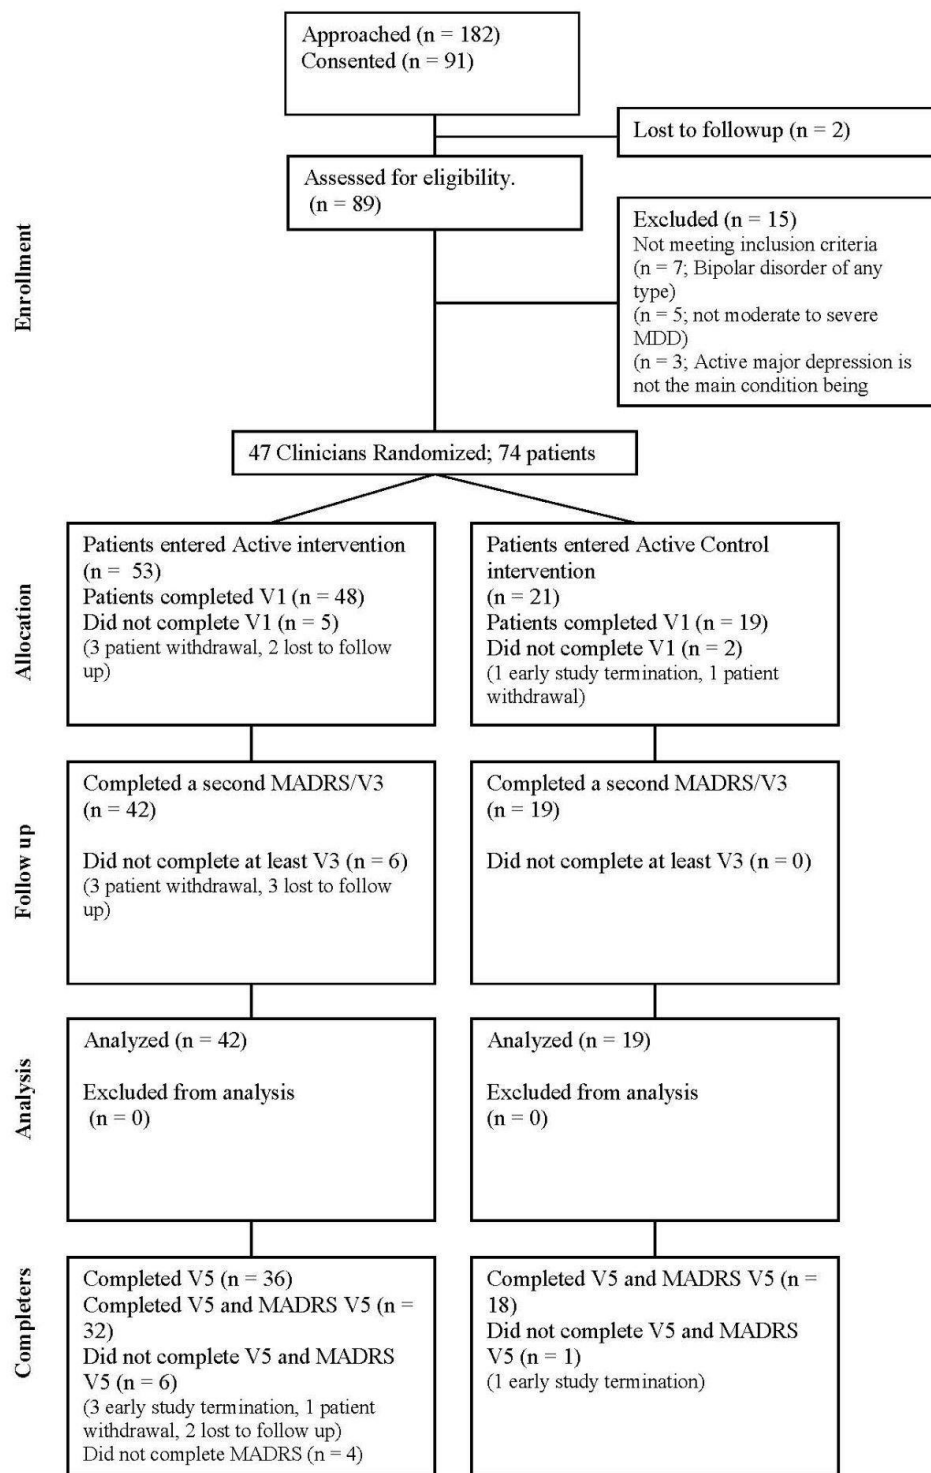 Approached (n = 182)
Consented (n = 91)
Lost to followup (n = 2)
Assessed for eligibility.
(n = 89)
Enrollment
Excluded (n = 15)
Not meeting inclusion criteria
(n = 7; Bipolar disorder of any
type)
(n = 5; not moderate to severe
MDD)
(n = 3; Active major depression is
not the main condition being
47 Clinicians Randomized; 74 patients
Allocation
Patients entered Active intervention
(n = 53)
Patients completed V1 (n = 48)
Did not complete V1 (n = 5)
(3 patient withdrawal, 2 lost to follow
up)
Patients entered Active Control
intervention
(n = 21)
Patients completed V1 (n = 19)
Did not complete V1 (n = 2)
(1 early study termination, 1 patient
withdrawal)
Follow up
Completed a second MADRS/V3
(n = 42)
Did not complete at least V3 (n = 6)
(3 patient withdrawal, 3 lost to follow
up)
Completed a second MADRS/V3
(n = 19)
Did not complete at least V3 (n = 0)
Analysis
Analyzed (n = 42)
Excluded from analysis
(n = 0)
Analyzed (n = 19)
Excluded from analysis
(n = 0)
Completers
Completed V5 (n = 36)
Completed V5 and MADRS V5 (n =
32)
Did not complete V5 and MADRS
V5 (n = 6)
(3 early study termination, 1 patient
withdrawal, 2 lost to follow up)
Did not complete MADRS (n = 4)
Completed V5 and MADRS V5 (n =
18)
Did not complete V5 and MADRS
V5 (n = 1)
(1 early study termination)